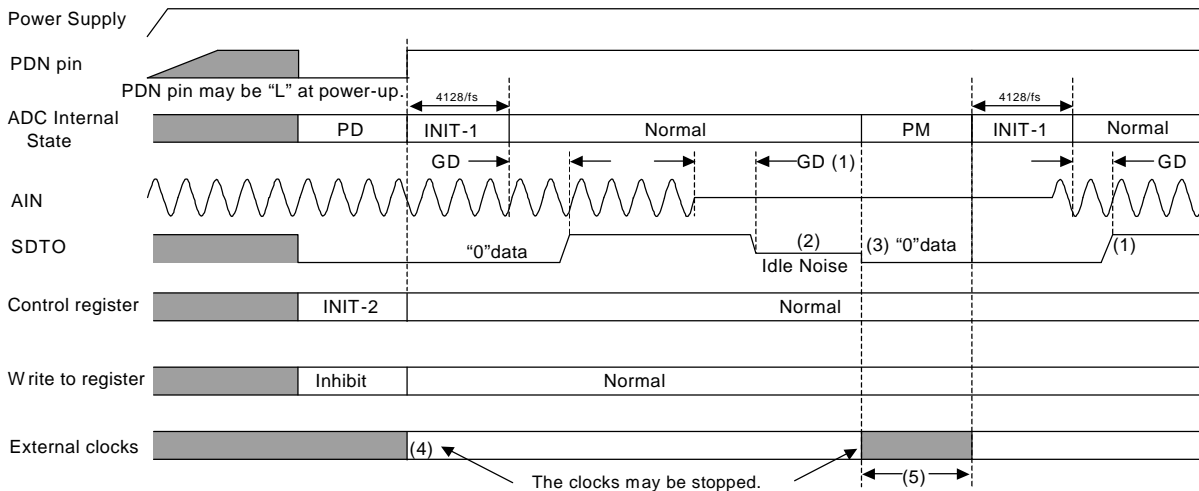 Power Supply
PDN pin
PDN pin may be “L” at power-up.
4128/fs
4128/fs
ADC Internal
State
PD
INIT-1
Normal
PM
INIT-1
Normal
GD
GD (1)
GD
AIN
SDTO
“0”data
(2)
Idle Noise
(3) “0”data
(1)
Control register
INIT-2
Normal
Write to register
Inhibit
Normal
External clocks
(4)
The clocks may be stopped.
(5)